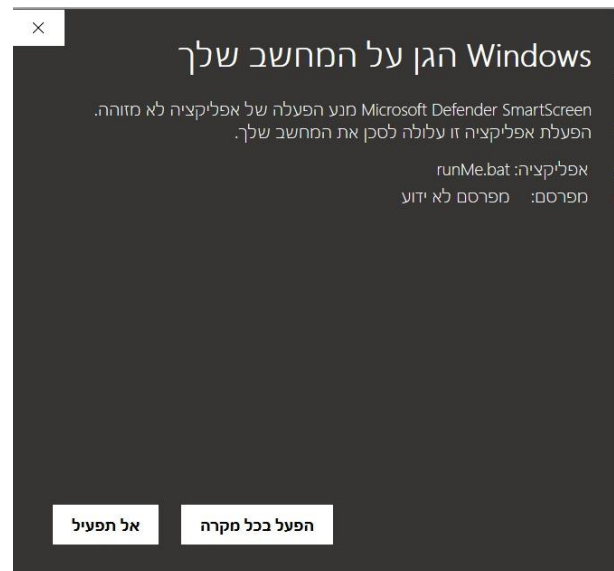 Windows הגן על המחשב שלך
Microsoft Defender SmartScreen מנע הפעלה של אפליקציה לא מזוהה.
הפעלת אפליקציה זו עלולה לסכן את המחשב שלך.
אפליקציה: runMe.bat
מפרסם: מפרסם לא ידוע
הפעל בכל מקרה
אל תפעיל